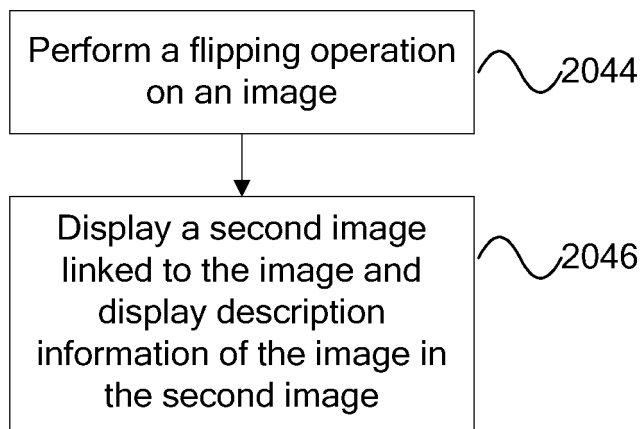 Perform a flipping operation
on an image
2044
Display a second image
linked to the image and
display description
information of the image in
the second image
2046